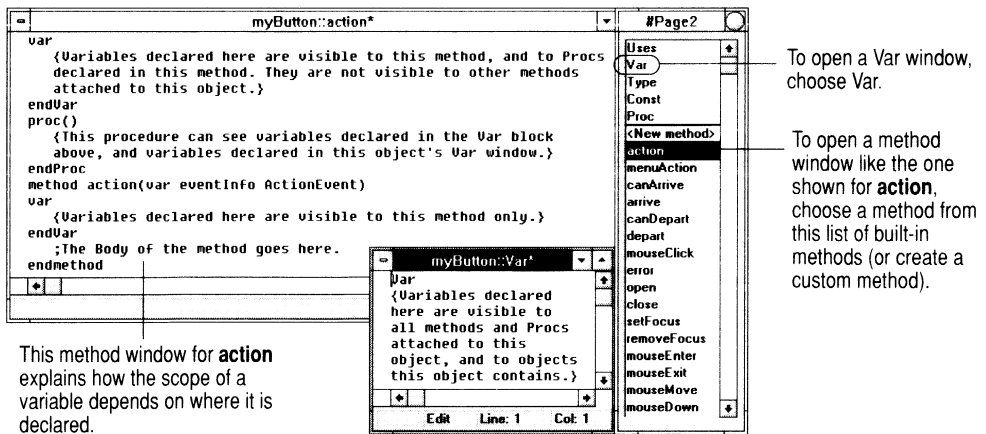 myButton::action*
var
{Variables declared here are visible to this method, and to Procs
declared in this method. They are not visible to other methods
attached to this object.}
endVar
proc()
{This procedure can see variables declared in the Var block
above, and variables declared in this object's Var window.}
endProc
method action(var eventInfo ActionEvent)
var
{Variables declared here are visible to this method only.}
endVar
;The Body of the method goes here.
endmethod
myButton::Var*
Var
{Variables declared
here are visible to
all methods and Procs
attached to this
object, and to objects
this object contains.}
Edit Line: 1 Col: 1
#Page2
Uses
Var
Type
Const
Proc
<New method>
action
menuAction
canArrive
arrive
canDepart
depart
mouseClick
error
open
close
setFocus
removeFocus
mouseEnter
mouseExit
mouseMove
mouseDown
To open a Var window,
choose Var.
To open a method
window like the one
shown for action,
choose a method from
this list of built-in
methods (or create a
custom method).
This method window for action
explains how the scope of a
variable depends on where it is
declared.